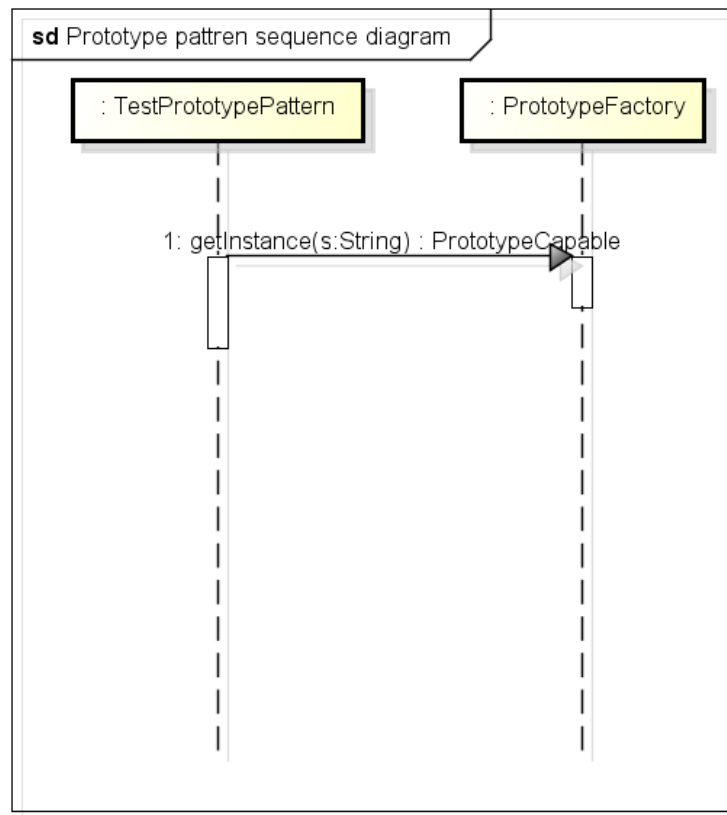 sd Prototype pattren sequence diagram
: TestPrototypePattern
: PrototypeFactory
1: getInstance(s:String) : PrototypeCapable